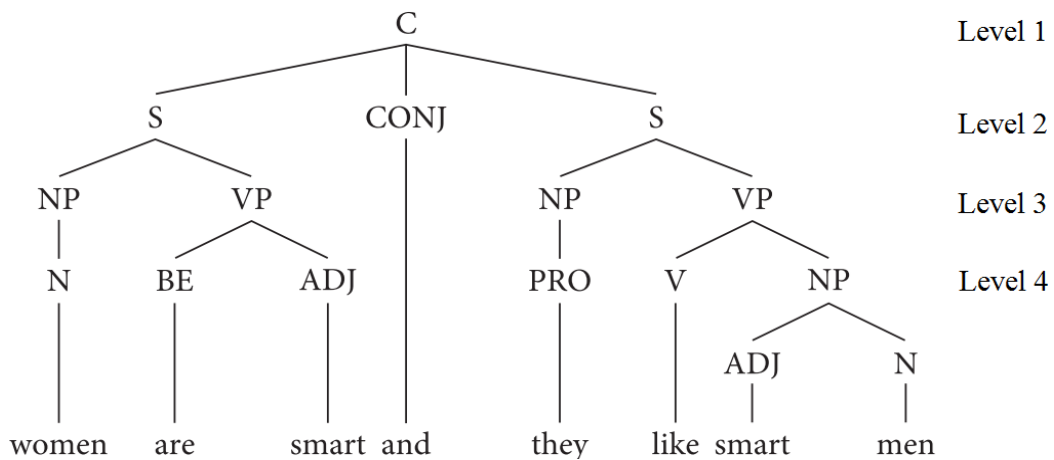 C Level 1
S CONJ S Level 2
NP VP NP VP Level 3
N BE ADJ PRO V NP Level 4
ADJ N
women are smart and they like smart men